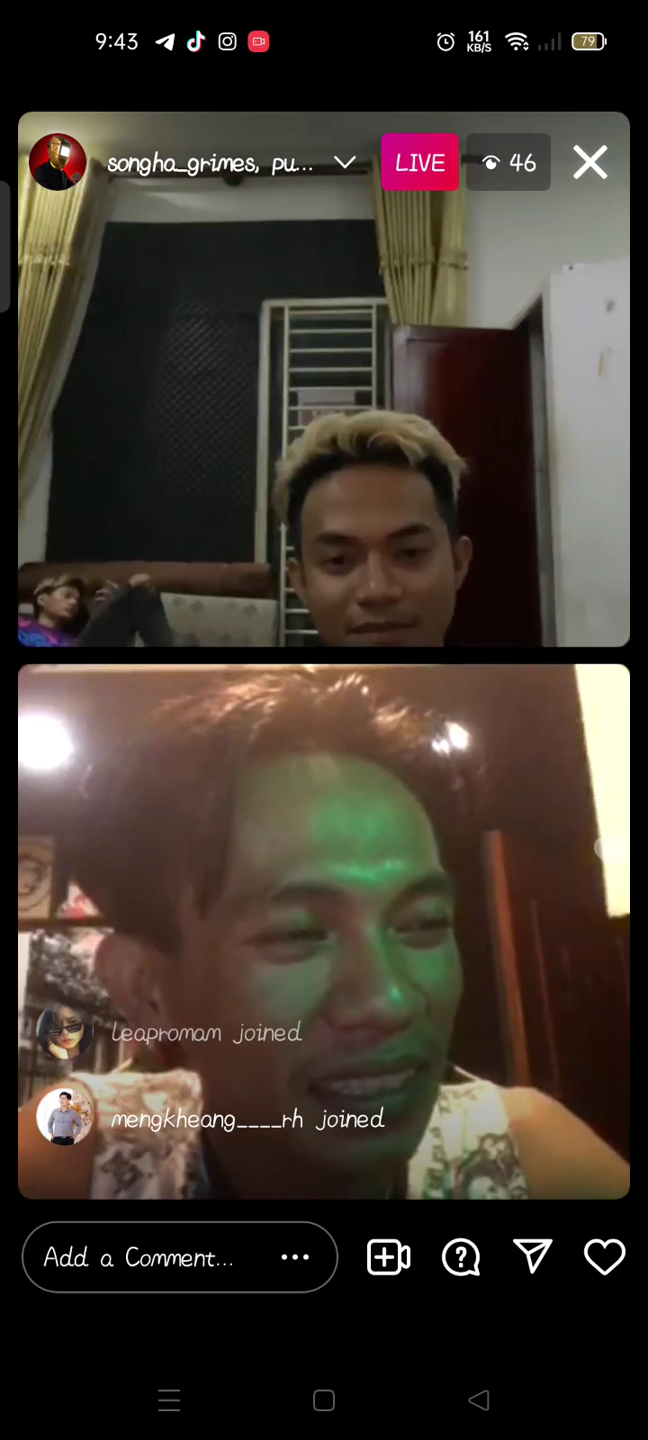 9:43
161
KB/S
79
songha_grimes, pu...
LIVE
46
leapromam joined
mengkheang____rh joined
Add a Comment...